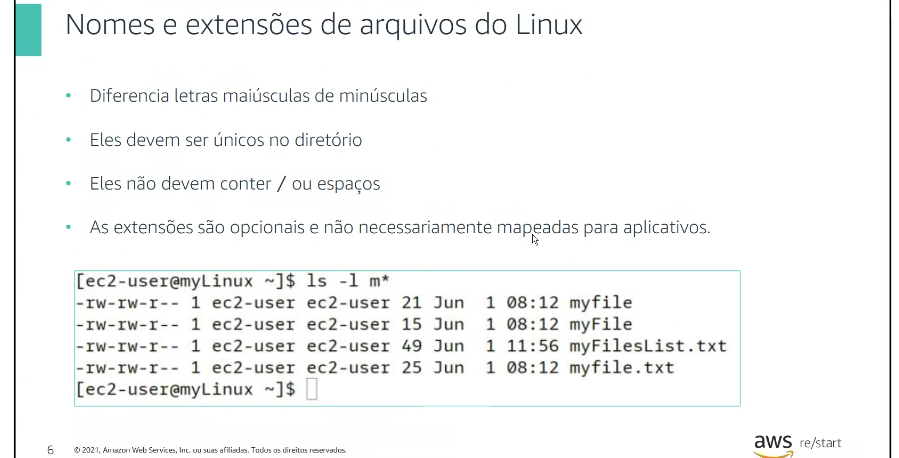 Nomes e extensões de arquivos do Linux
• Diferencia letras maiúsculas de minúsculas
• Eles devem ser únicos no diretório
• Eles não devem conter / ou espaços
• As extensões são opcionais e não necessariamente mapeadas para aplicativos.
[ec2-user@myLinux ~]$ ls -l m*
-rw-rw-r-- 1 ec2-user ec2-user 21 Jun  1 08:12 myfile
-rw-rw-r-- 1 ec2-user ec2-user 15 Jun  1 08:12 myFile
-rw-rw-r-- 1 ec2-user ec2-user 49 Jun  1 11:56 myFilesList.txt
-rw-rw-r-- 1 ec2-user ec2-user 25 Jun  1 08:12 myfile.txt
[ec2-user@myLinux ~]$
6 © 2021, Amazon Web Services, Inc. ou suas afiliadas. Todos os direitos reservados.
aws re/start